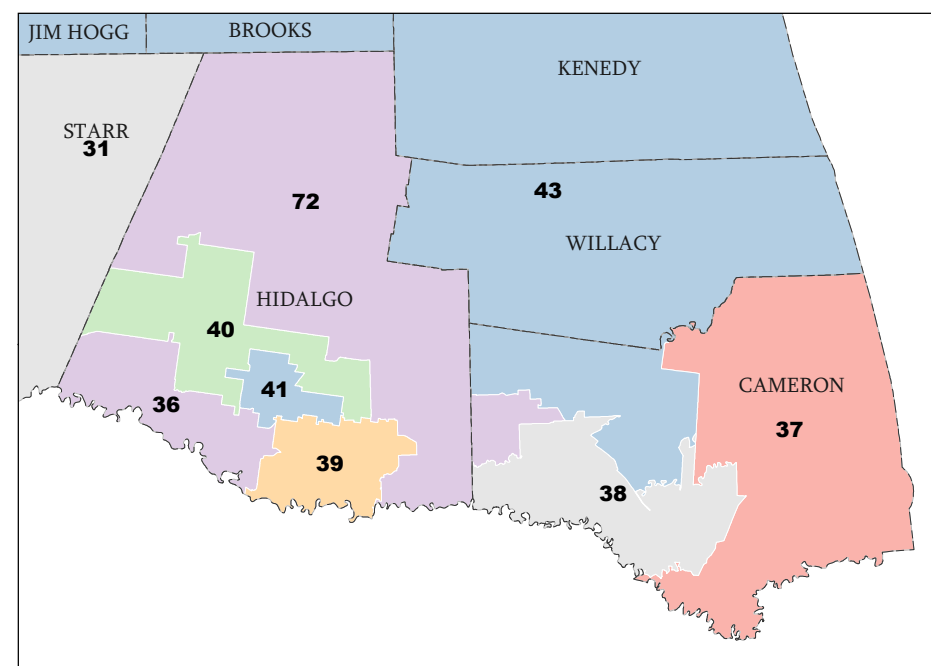 JIM HOGG
BROOKS
KENEDY
STARR
31
72
43
WILLACY
HIDALGO
40
41
CAMERON
36
37
39
38